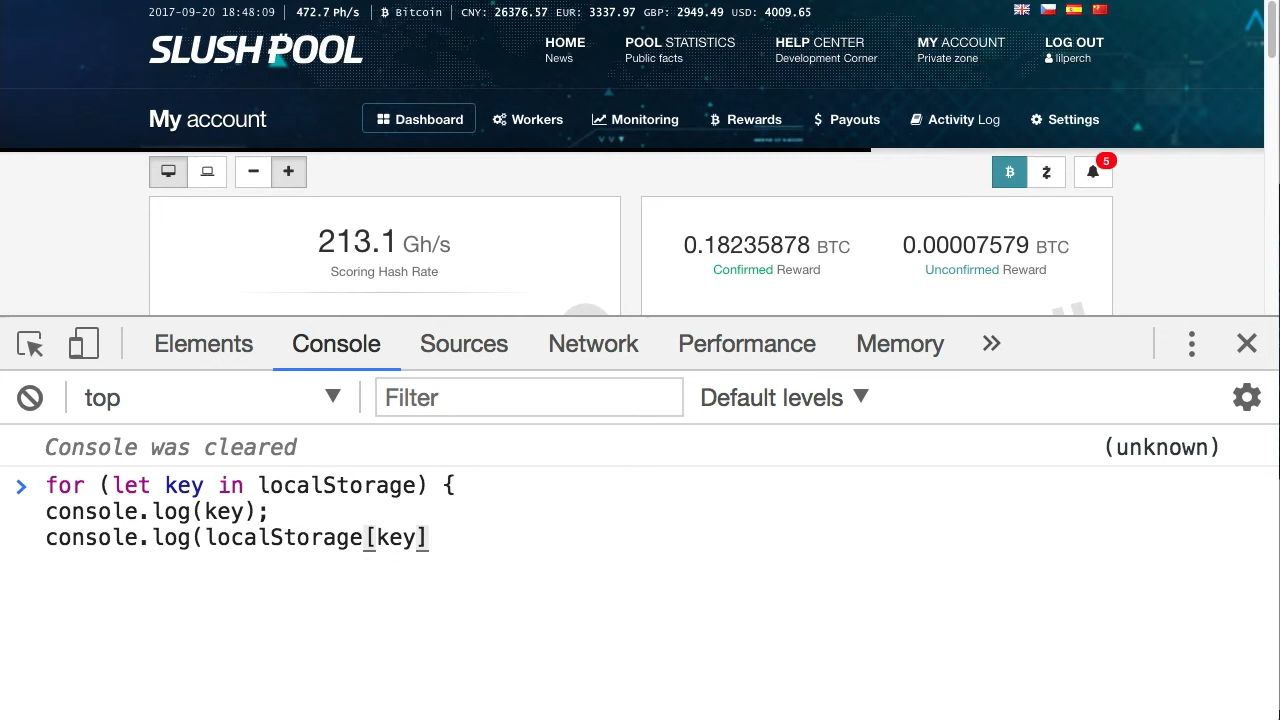 2017-09-20 18:48:09 | 472.7 Ph/s | Bitcoin | CNY: 26376.57 EUR: 3337.97 GBP: 2949.49 USD: 4009.65
SLUSH POOL
HOME POOL STATISTICS HELP CENTER MY ACCOUNT LOG OUT
News Public facts Development Corner Private zone lilperch
My account Dashboard Workers Monitoring Rewards $ Payouts Activity Log Settings
5
213.1 Gh/s
Scoring Hash Rate
0.18235878 BTC 0.00007579 BTC
Confirmed Reward Unconfirmed Reward
Elements Console Sources Network Performance Memory »
top Filter Default levels
Console was cleared (unknown)
> for (let key in localStorage) {
console.log(key);
console.log(localStorage[key]